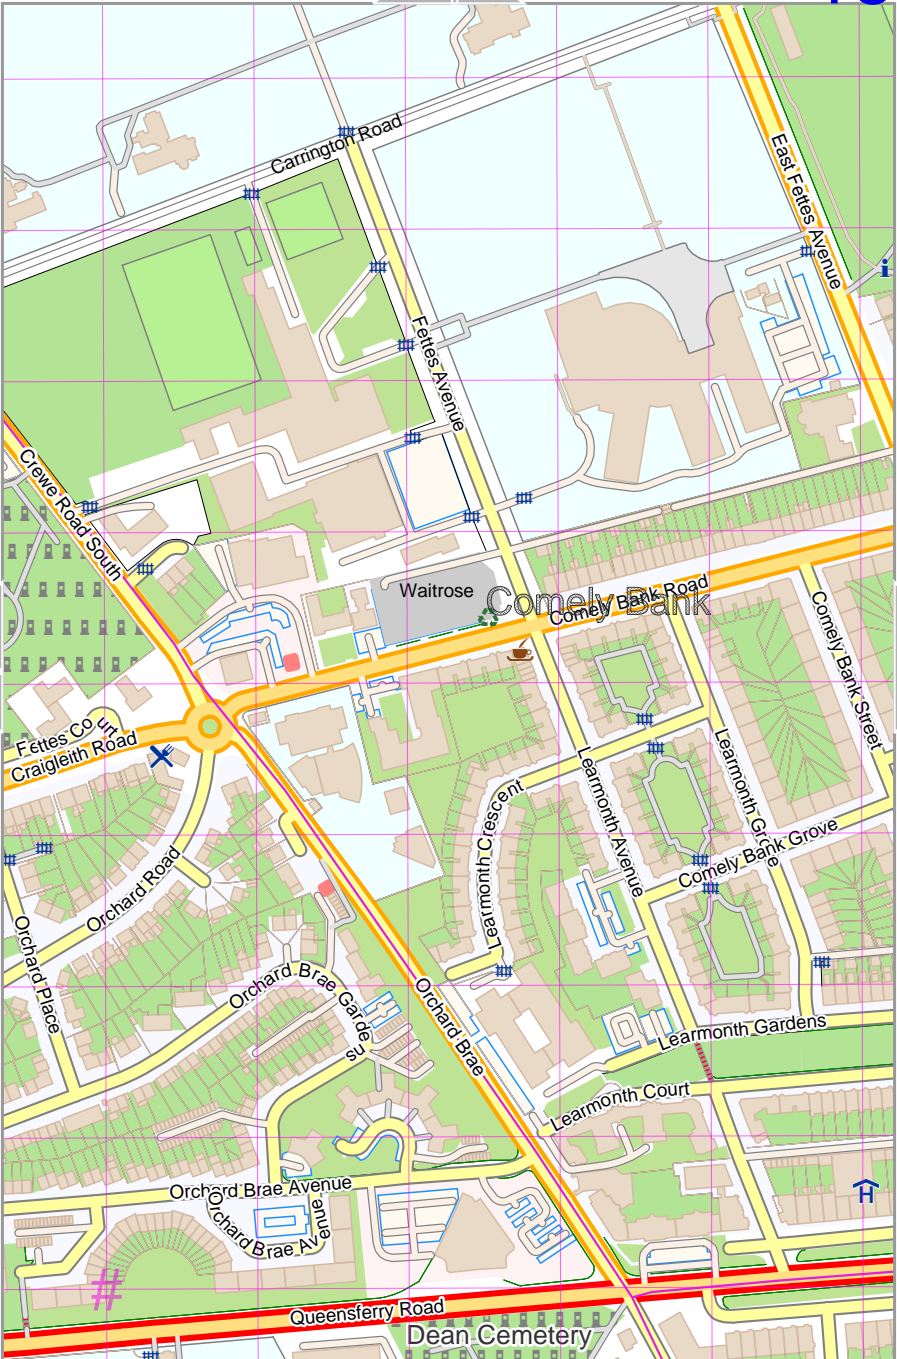 Carrington Road
East Fettes Avenue
Fettes Avenue
Crewe Road South
Waitrose
Comely Bank
Comely Bank Road
Comely Bank Street
Fettes Court
Craigleith Road
Learmonth Crescent
Learmonth Avenue
Learmonth Grove
Comely Bank Grove
Orchard Road
Orchard Place
Orchard Brae Gardens
Orchard Brae
Learmonth Gardens
Learmonth Court
Orchard Brae Avenue
Orchard Brae Avenue
H
#
Queensferry Road
Dean Cemetery